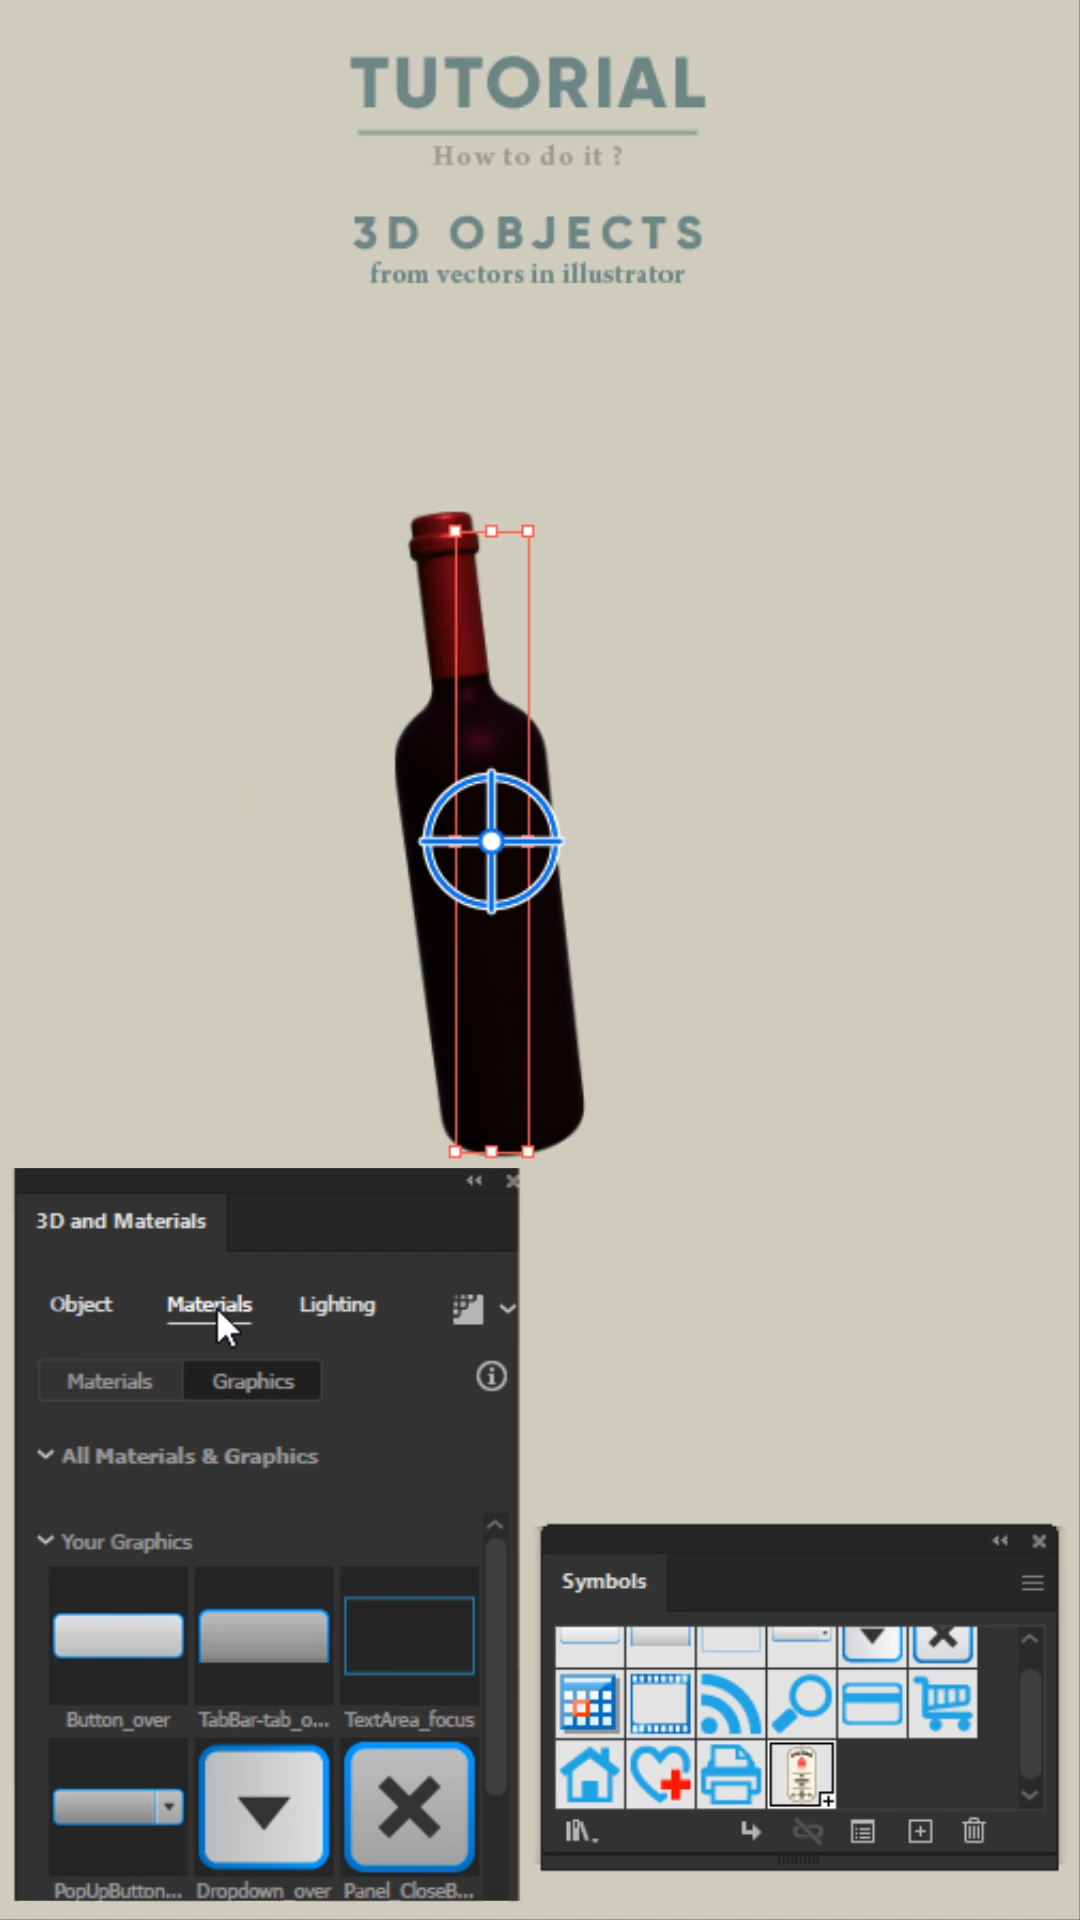 TUTORIAL
How to do it ?
3D OBJECTS
from vectors in illustrator
3D and Materials
Object Materials Lighting
Materials Graphics
All Materials & Graphics
Your Graphics
Button_over TabBar-tab_o... TextArea_focus
PopUpButton... Dropdown_over Panel_CloseB...
Symbols